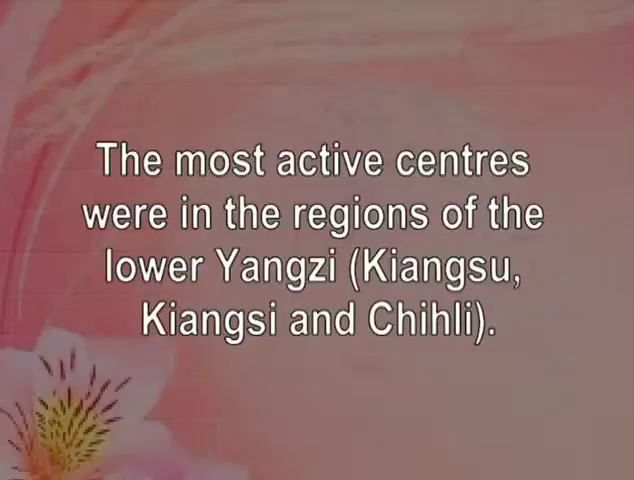 The most active centres
were in the regions of the
lower Yangzi (Kiangsu,
Kiangsi and Chihli).